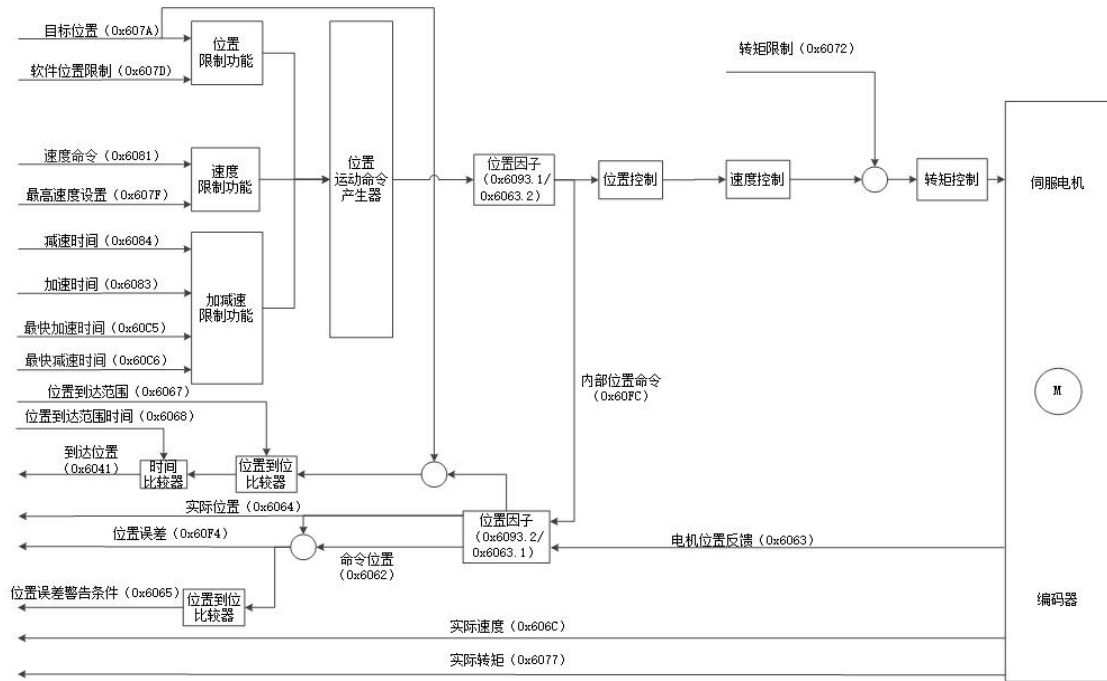 目标位置（0x607A）
位置
限制功能
软件位置限制（0x607D）
转矩限制（0x6072）
速度命令（0x6081）
速度
限制功能
最高速度设置（0x607F）
位置
运动命令
产生器
位置因子
（0x6093.1/
0x6063.2）
位置控制
速度控制
转矩控制
伺服电机
减速时间（0x6084）
加速时间（0x6083）
加减速
限制功能
最快加速时间（0x60C5）
最快减速时间（0x60C6）
内部位置命令
（0x60FC）
M
位置到达范围（0x6067）
位置到达范围时间（0x6068）
到达位置
（0x6041）
时间
比较器
位置到位
比较器
实际位置（0x6064）
位置因子
（0x6093.2/
0x6063.1）
位置误差（0x60F4）
命令位置
（0x6062）
电机位置反馈（0x6063）
位置误差警告条件（0x6065）
位置到位
比较器
编码器
实际速度（0x606C）
实际转矩（0x6077）